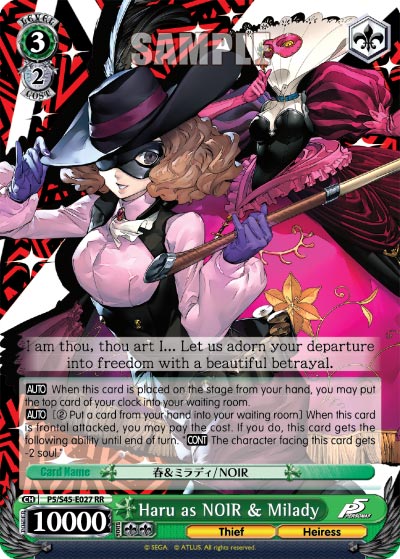 LEVEL
3
2
COST
SAMPLE
I am thou, thou art I... Let us adorn your departure
into freedom with a beautiful betrayal.
AUTO When this card is placed on the stage from your hand, you may put
the top card of your clock into your waiting room.
AUTO [② Put a card from your hand into your waiting room] When this card
is frontal attacked, you may pay the cost. If you do, this card gets the
following ability until end of turn. "CONT The character facing this card gets
-2 soul."
Card Name
春&ミラディ/NOIR
CH P5/S45-E027 RR
Haru as NOIR & Milady
P5
PERSONA5
POWER
10000
SOUL
Thief
Heiress
© SEGA. © ATLUS. All rights reserved.